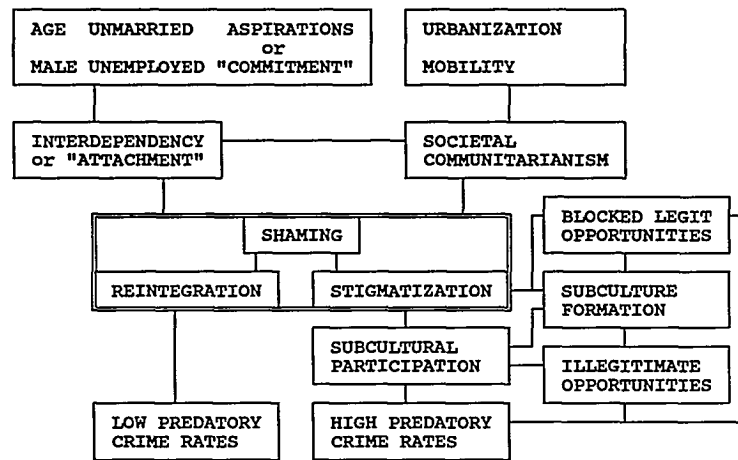 AGE UNMARRIED ASPIRATIONS
or
MALE UNEMPLOYED "COMMITMENT"
URBANIZATION
MOBILITY
INTERDEPENDENCY
or "ATTACHMENT"
SOCIETAL
COMMUNITARIANISM
SHAMING
REINTEGRATION
STIGMATIZATION
BLOCKED LEGIT
OPPORTUNITIES
SUBCULTURE
FORMATION
SUBCULTURAL
PARTICIPATION
ILLEGITIMATE
OPPORTUNITIES
LOW PREDATORY
CRIME RATES
HIGH PREDATORY
CRIME RATES